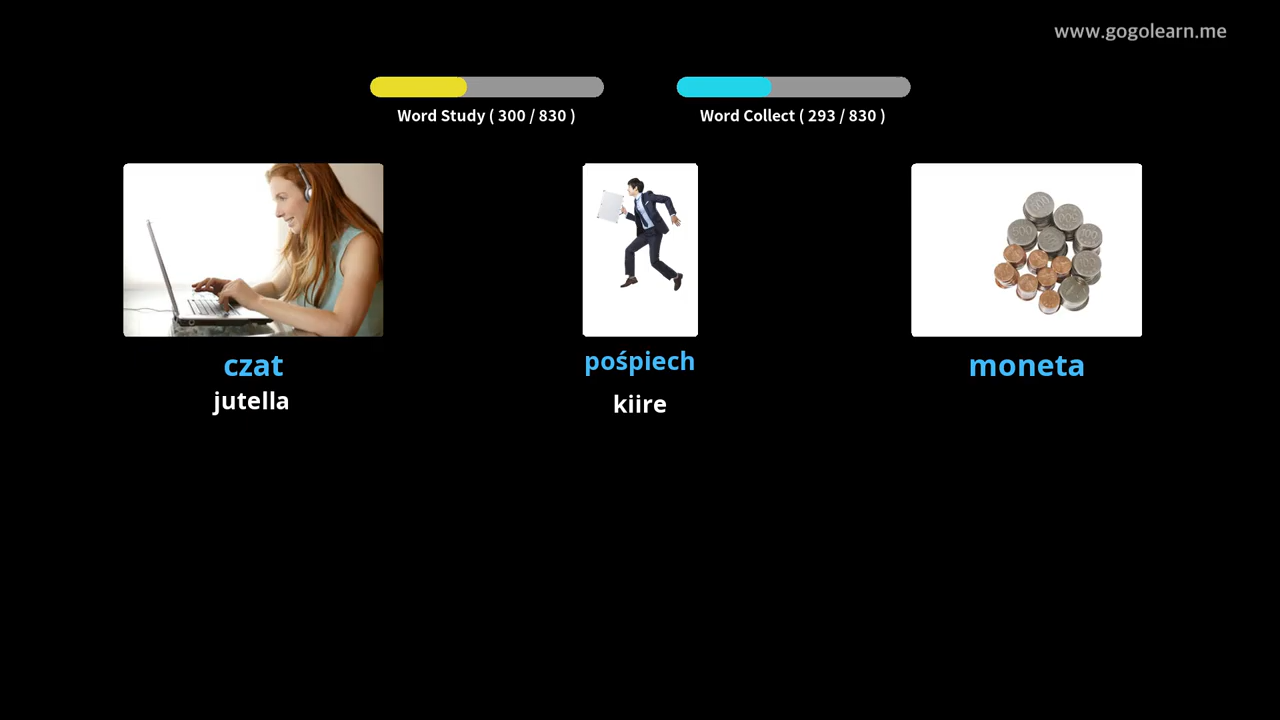 www.gogolearn.me
Word Study ( 300 / 830 )
Word Collect ( 293 / 830 )
czat
jutella
pośpiech
kiire
moneta